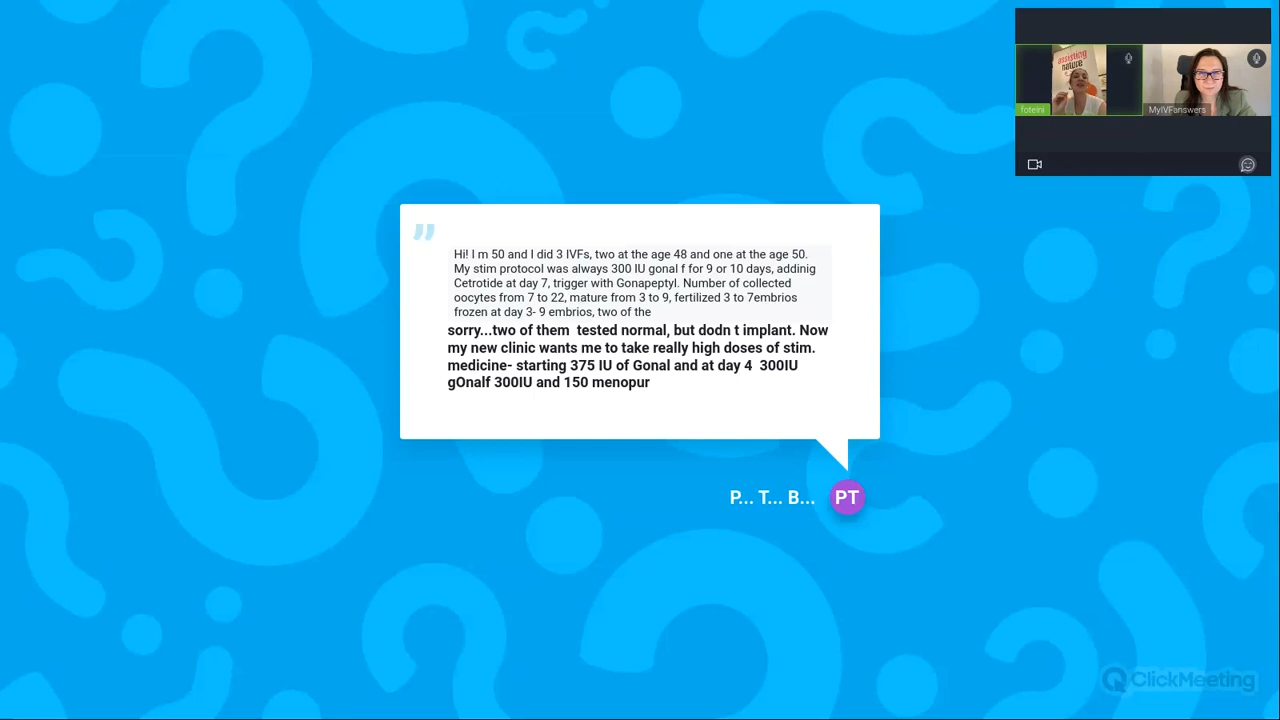 assisting
nature
foteini
MyIVFanswers
”
Hi! I m 50 and I did 3 IVFs, two at the age 48 and one at the age 50.
My stim protocol was always 300 IU gonal f for 9 or 10 days, addinig
Cetrotide at day 7, trigger with Gonapeptyl. Number of collected
oocytes from 7 to 22, mature from 3 to 9, fertilized 3 to 7embrios
frozen at day 3- 9 embrios, two of the
sorry...two of them tested normal, but dodn t implant. Now
my new clinic wants me to take really high doses of stim.
medicine- starting 375 IU of Gonal and at day 4 300IU
gOnalf 300IU and 150 menopur
P... T... B... PT
ClickMeeting